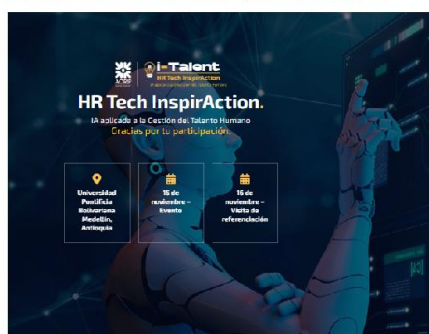 i-Talent
HR Tech InspirAction
HR Tech InspirAction.
IA aplicada a la Gestión del Talento Humano
Gracias por tu participación.
Universidad
Pontificia
Bolivariana
Medellín,
Antioquia
15 de
noviembre –
Evento
16 de
noviembre –
Visita de
referenciación